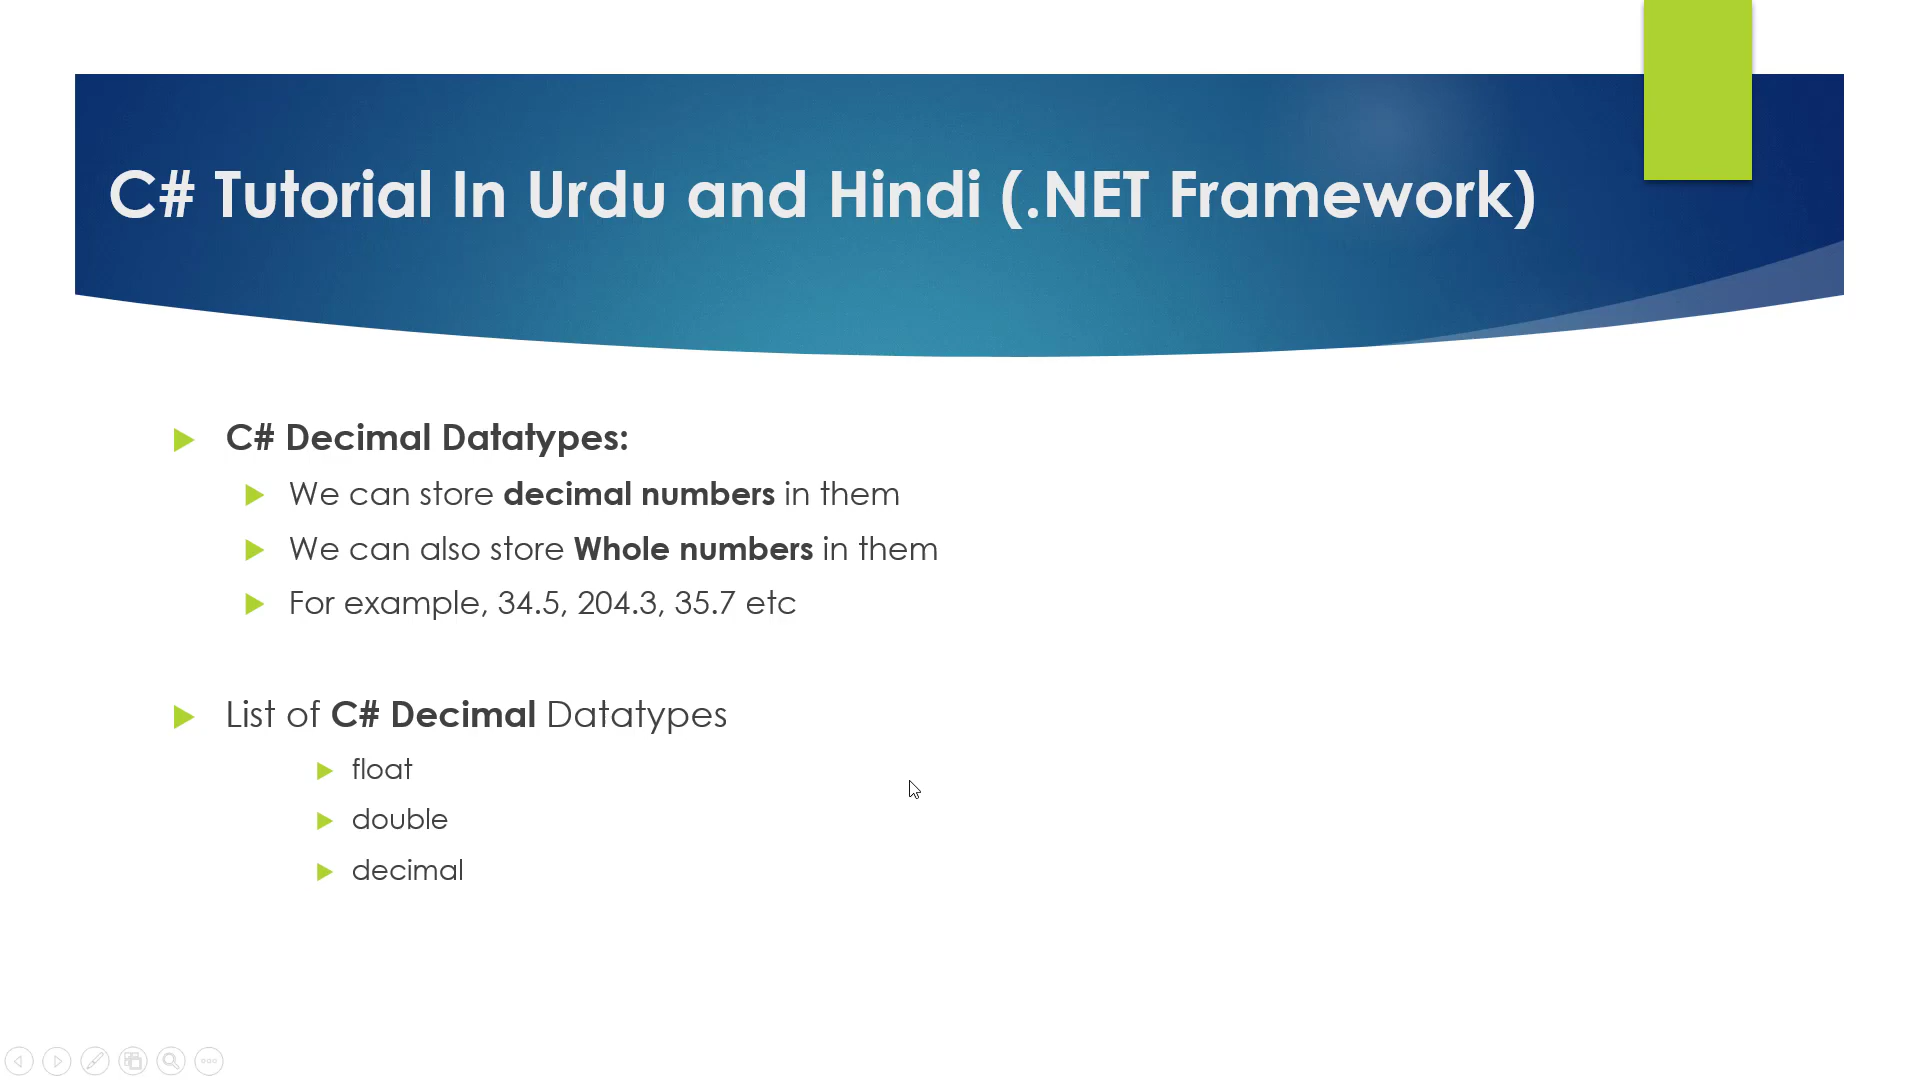 C# Tutorial In Urdu and Hindi (.NET Framework)
C# Decimal Datatypes:
We can store decimal numbers in them
We can also store Whole numbers in them
For example, 34.5, 204.3, 35.7 etc
List of C# Decimal Datatypes
float
double
decimal